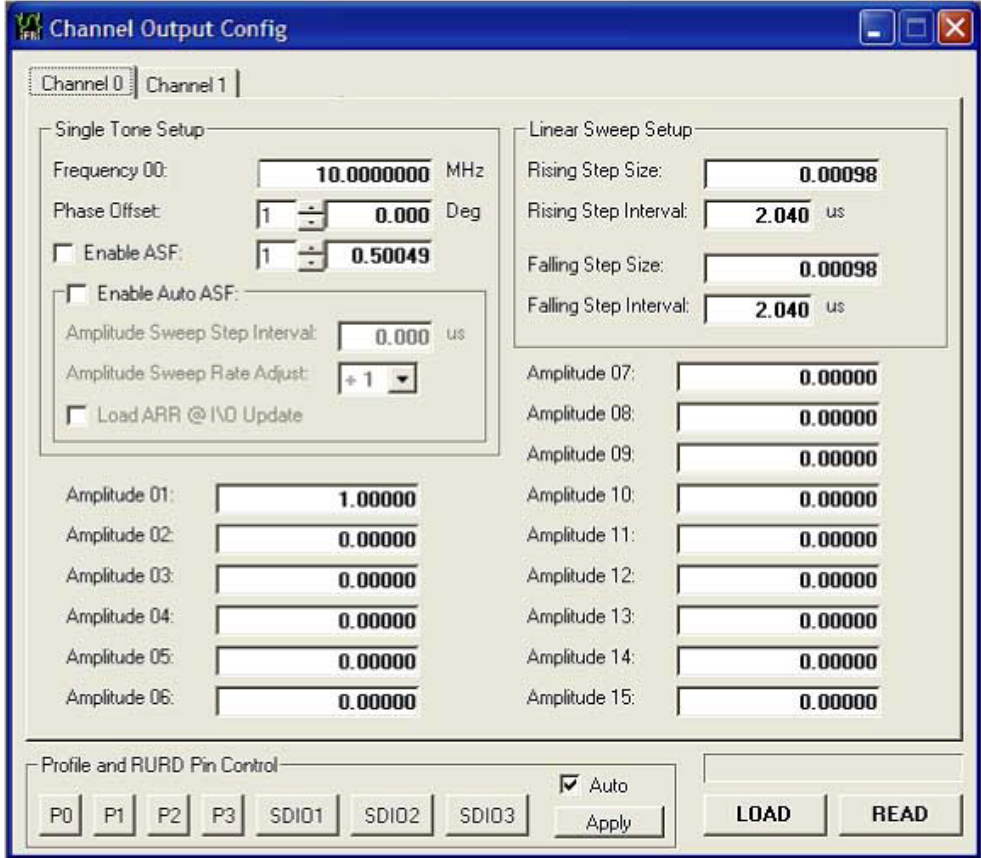 Channel Output Config
Channel 0 Channel 1
Single Tone Setup
Frequency 00: 10.0000000 MHz
Phase Offset: 1 0.000 Deg
Enable ASF: 1 0.50049
Enable Auto ASF:
Amplitude Sweep Step Interval: 0.000 us
Amplitude Sweep Rate Adjust: ÷ 1
Load ARR @ I\O Update
Amplitude 01: 1.00000
Amplitude 02: 0.00000
Amplitude 03: 0.00000
Amplitude 04: 0.00000
Amplitude 05: 0.00000
Amplitude 06: 0.00000
Linear Sweep Setup
Rising Step Size: 0.00098
Rising Step Interval: 2.040 us
Falling Step Size: 0.00098
Falling Step Interval: 2.040 us
Amplitude 07: 0.00000
Amplitude 08: 0.00000
Amplitude 09: 0.00000
Amplitude 10: 0.00000
Amplitude 11: 0.00000
Amplitude 12: 0.00000
Amplitude 13: 0.00000
Amplitude 14: 0.00000
Amplitude 15: 0.00000
Profile and RURD Pin Control
P0 P1 P2 P3 SDIO1 SDIO2 SDIO3
Auto
Apply
LOAD READ